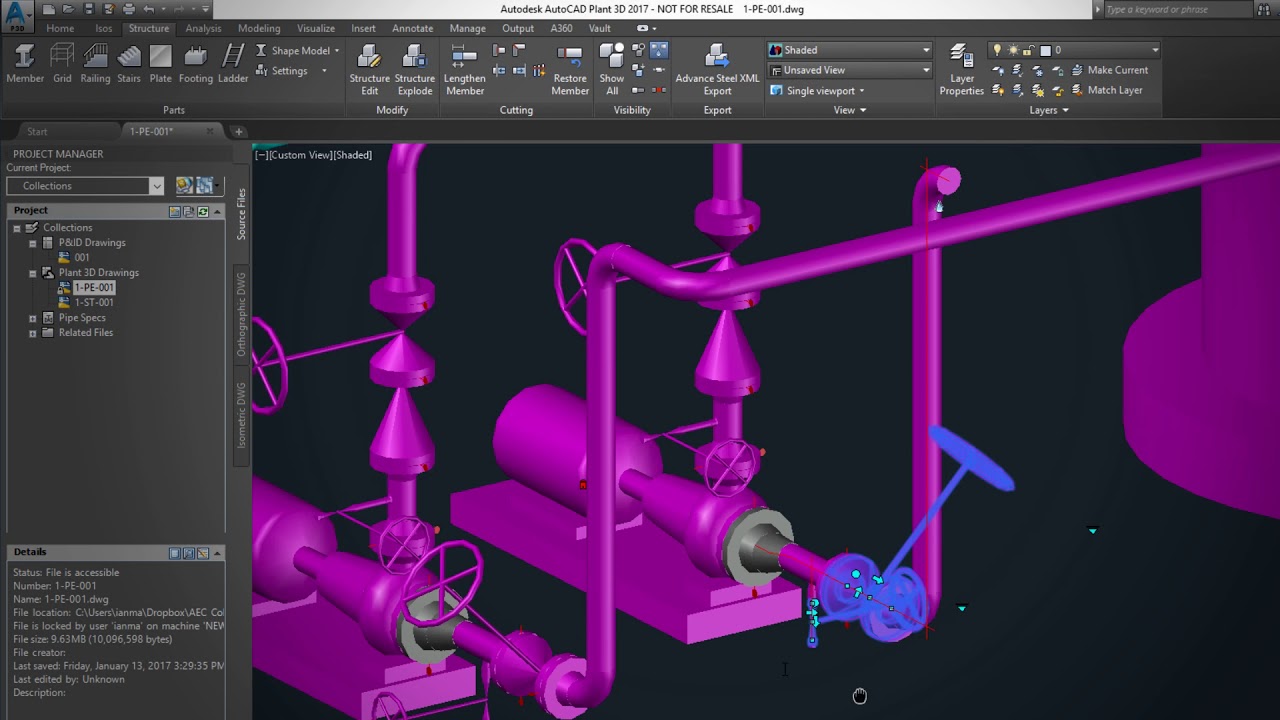 Autodesk AutoCAD Plant 3D 2017 - NOT FOR RESALE 1-PE-001.dwg
Type a keyword or phrase
P3D
Home Isos Structure Analysis Modeling Visualize Insert Annotate Manage Output A360 Vault
Member Grid Railing Stairs Plate Footing Ladder
Shape Model
Settings
Structure Edit
Structure Explode
Lengthen Member
Restore Member
Show All
Advance Steel XML Export
Shaded
Unsaved View
Single viewport
Layer Properties
0
Make Current
Match Layer
Parts Modify Cutting Visibility Export View Layers
Start 1-PE-001*
PROJECT MANAGER
Current Project:
Collections
Project
Collections
P&ID Drawings
001
Plant 3D Drawings
1-PE-001
1-ST-001
Pipe Specs
Related Files
Source Files
Orthographic DWG
Isometric DWG
[−][Custom View][Shaded]
Details
Status: File is accessible
Number: 1-PE-001
Name: 1-PE-001.dwg
File location: C:\Users\ianma\Dropbox\AEC Col
File is locked by user 'ianma' on machine 'NEW
File size: 9.63MB (10,096,598 bytes)
File creator:
Last saved: Friday, January 13, 2017 3:29:35 PM
Last edited by: Unknown
Description: